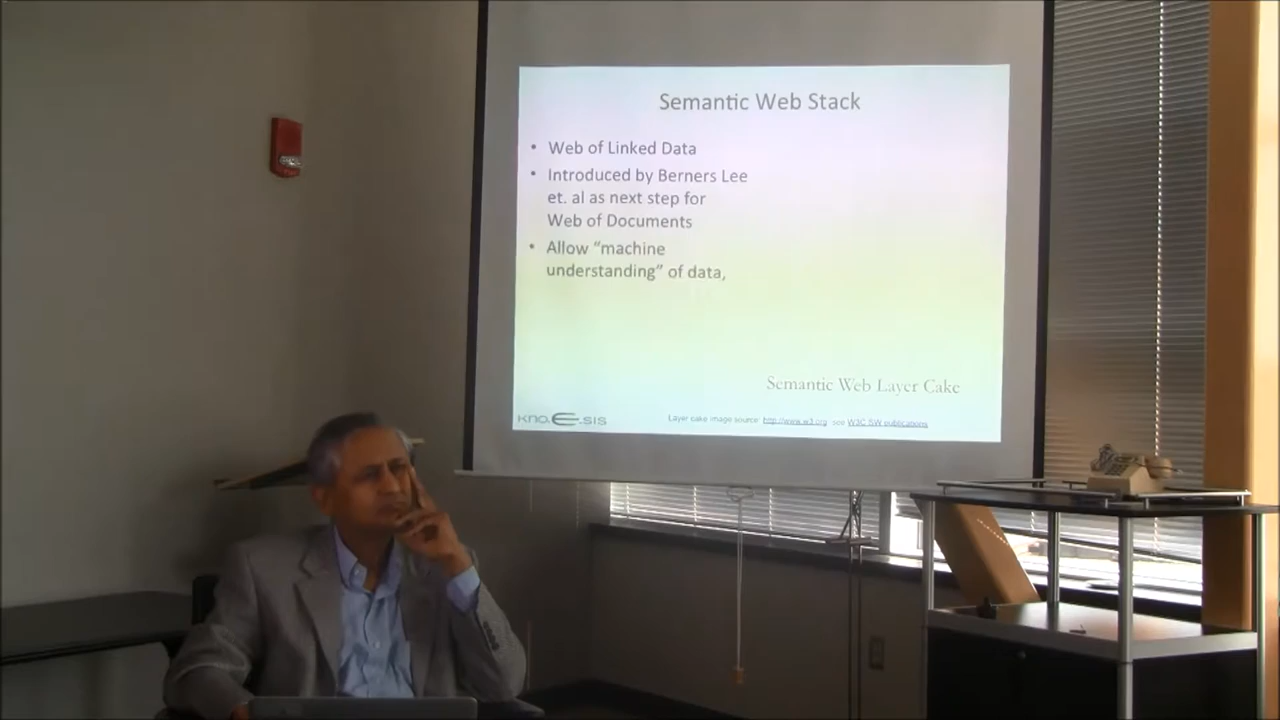 Semantic Web Stack
• Web of Linked Data
• Introduced by Berners Lee
et. al as next step for
Web of Documents
• Allow “machine
understanding” of data,
Semantic Web Layer Cake
kno.e.sis
Layer cake image source: http://www.w3.org see W3C SW publications